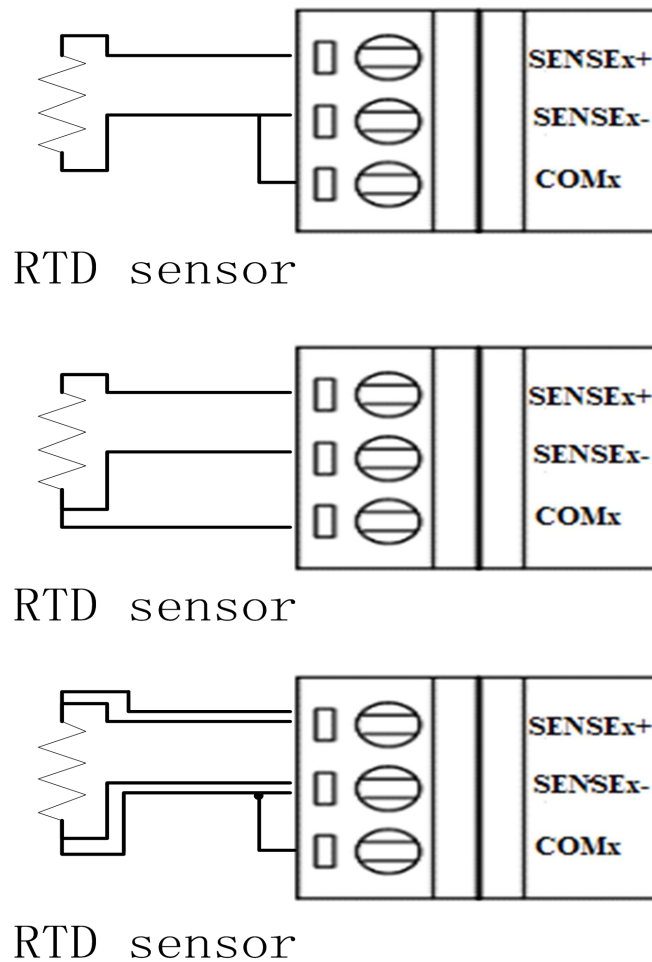 SENSEx+
SENSEx-
COMx
RTD sensor
SENSEx+
SENSEx-
COMx
RTD sensor
SENSEx+
SENSEx-
COMx
RTD sensor